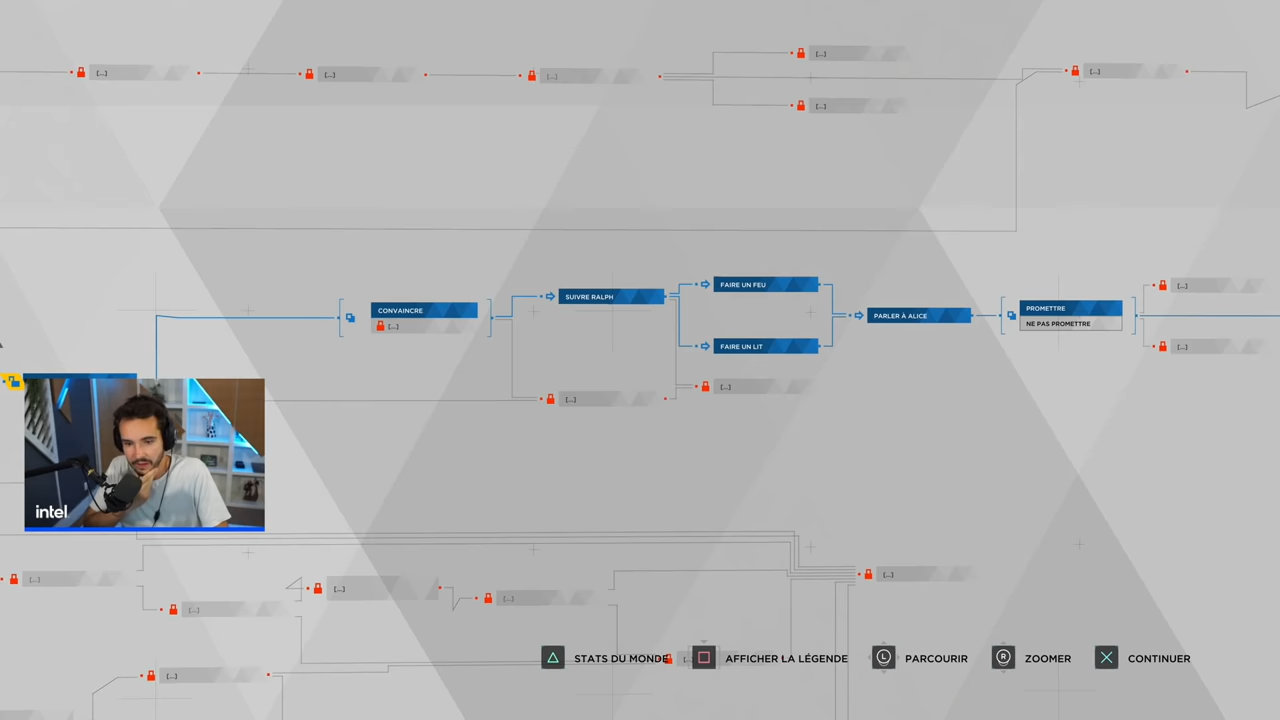 [...]
[...]
[...]
[...]
[...]
[...]
FAIRE UN FEU
[...]
SUIVRE RALPH
CONVAINCRE
PROMETTRE
[...]
PARLER À ALICE
NE PAS PROMETTRE
FAIRE UN LIT
[...]
[...]
[...]
intel
[...]
[...]
[...]
[...]
[...]
STATS DU MONDE
AFFICHER LA LÉGENDE
PARCOURIR
ZOOMER
CONTINUER
[...]
L
R